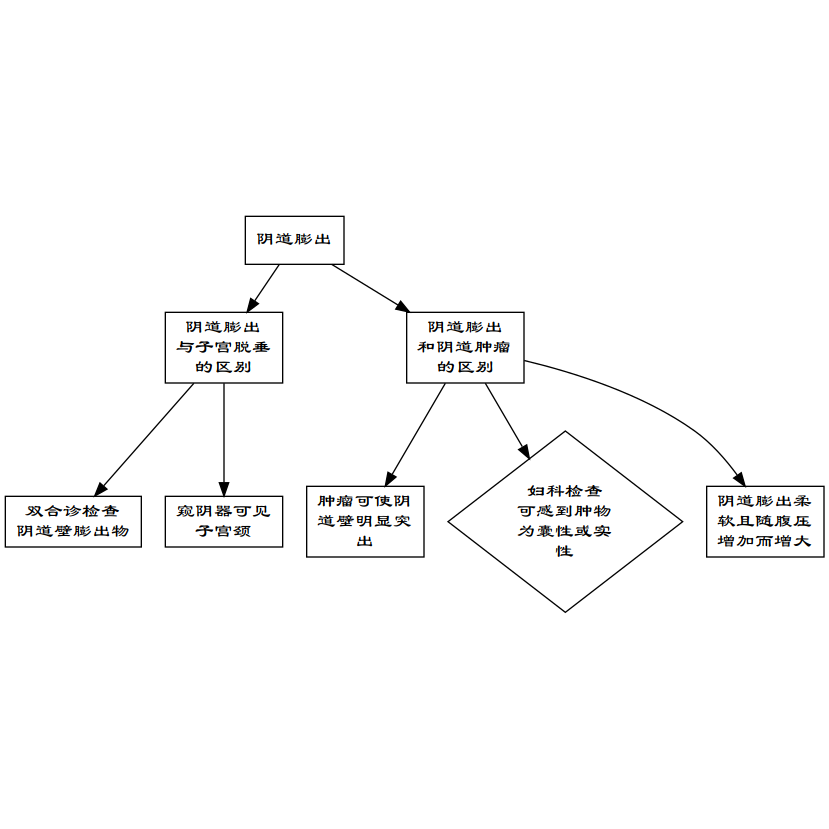 阴道膨出
阴道膨出
与子宫脱垂
的区别
阴道膨出
和阴道肿瘤
的区别
双合诊检查
阴道壁膨出物
窥阴器可见
子宫颈
肿瘤可使阴
道壁明显突
出
妇科检查
可感到肿物
为囊性或实
性
阴道膨出柔
软且随腹压
增加而增大